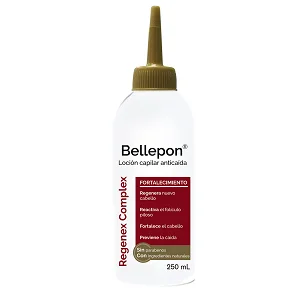 Bellepon®
Loción capilar anticaída
Regenex Complex
FORTALECIMIENTO
Regenera nuevo
cabello
Reactiva el folículo
piloso
Fortalece el cabello
Previene la caída
Sin parabenos
Con ingredientes naturales
250 mL